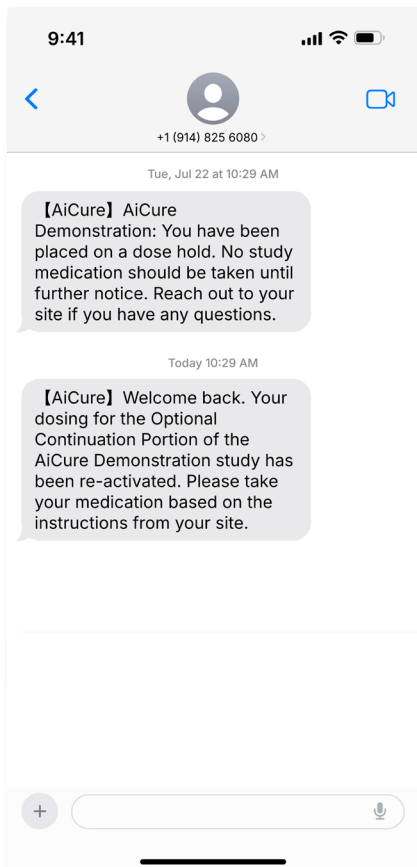 9:41
+1 (914) 825 6080
Tue, Jul 22 at 10:29 AM
【AiCure】AiCure
Demonstration: You have been
placed on a dose hold. No study
medication should be taken until
further notice. Reach out to your
site if you have any questions.
Today 10:29 AM
【AiCure】Welcome back. Your
dosing for the Optional
Continuation Portion of the
AiCure Demonstration study has
been re-activated. Please take
your medication based on the
instructions from your site.